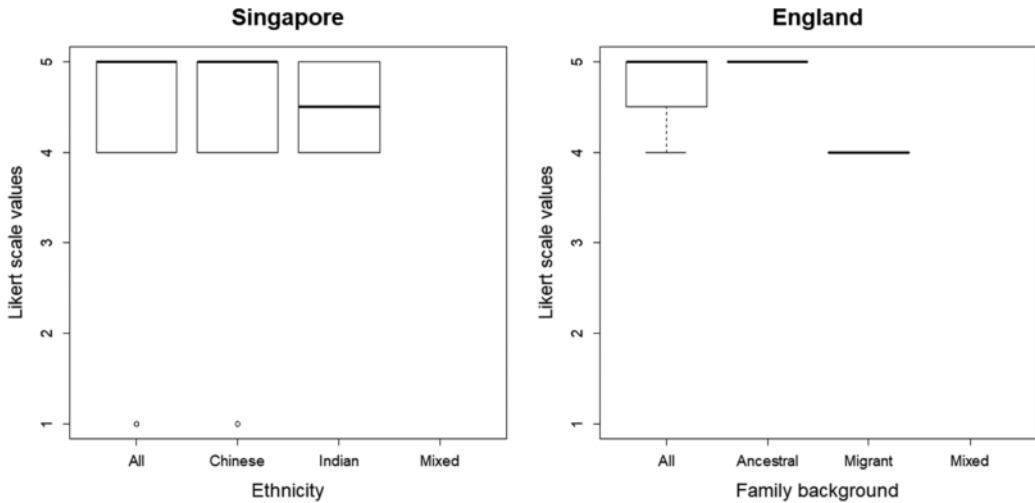 Singapore
Likert scale values
5
4
3
2
1
All Chinese Indian Mixed
Ethnicity
England
Likert scale values
5
4
3
2
1
All Ancestral Migrant Mixed
Family background